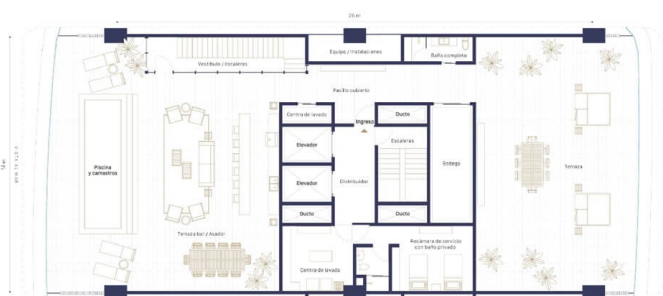 26 m
Equipo / Instalaciones
Baño completo
Vestíbulo / Escaleras
Pasillo cubierto
Centro de lavado
Ducto
Ingreso
Elevador
Escaleras
Bodega
Terraza
Piscina
y camastros
Elevador
Distribuidor
Ducto
Ducto
Terraza bar / Asador
Recámara de servicio
con baño privado
Centro de lavado